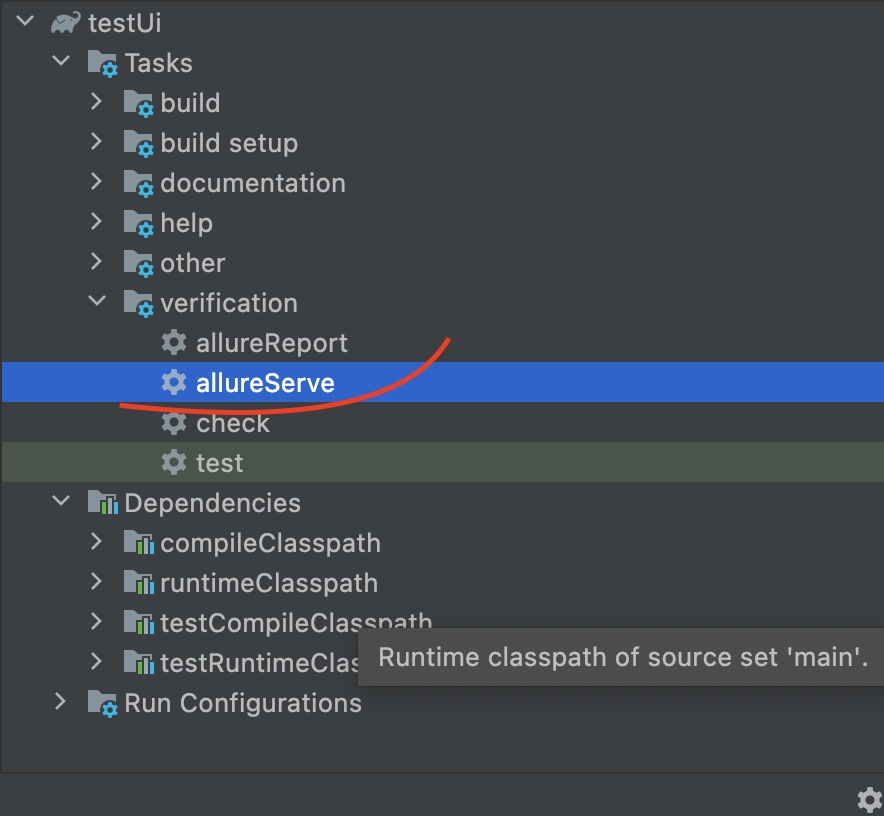 testUi
Tasks
build
build setup
documentation
help
other
verification
allureReport
allureServe
check
test
Dependencies
compileClasspath
runtimeClasspath
testCompileClasspath
testRuntimeClas
Runtime classpath of source set 'main'.
Run Configurations